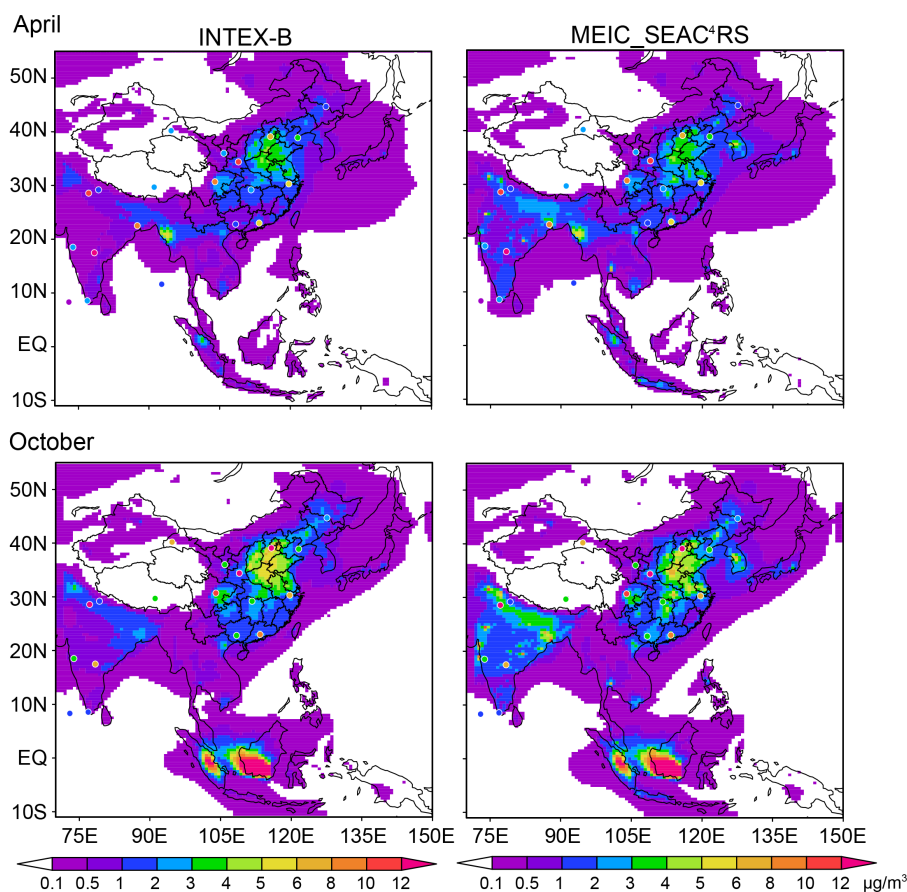 April
INTEX-B
MEIC_SEAC⁴RS
50N
40N
30N
20N
10N
EQ
10S
October
50N
40N
30N
20N
10N
EQ
10S
75E 90E 105E 120E 135E 150E
75E 105E 120E 135E 150E
0.1 0.5 1 2 3 4 5 6 8 10 12
0.1 0.5 1 2 3 4 5 6 8 10 12 μg/m³